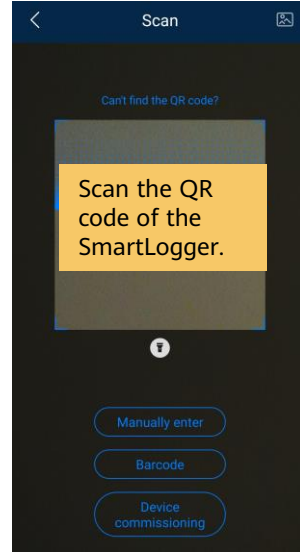 Scan
Can't find the QR code?
Scan the QR
code of the
SmartLogger.
Manually enter
Barcode
Device
commissioning